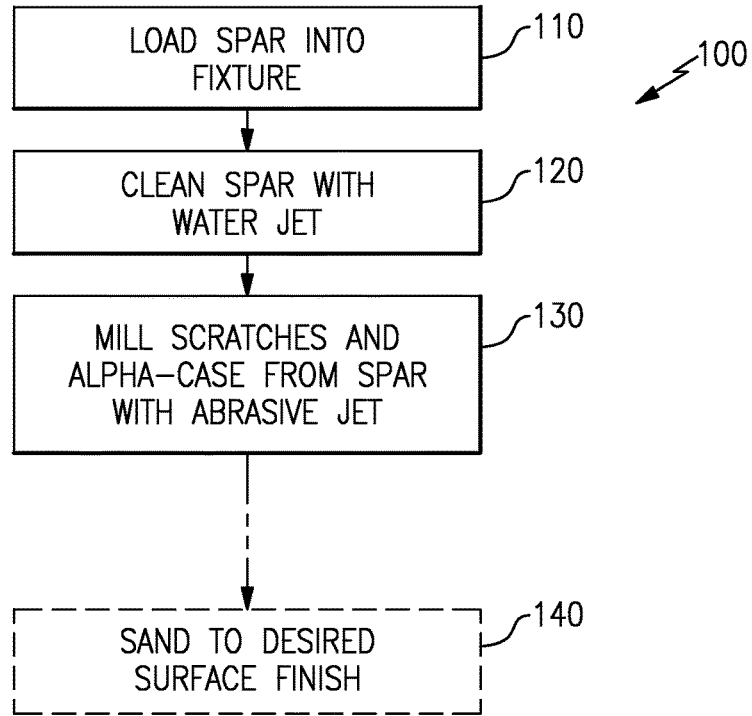 LOAD SPAR INTO
FIXTURE
110
100
CLEAN SPAR WITH
WATER JET
120
MILL SCRATCHES AND
ALPHA-CASE FROM SPAR
WITH ABRASIVE JET
130
SAND TO DESIRED
SURFACE FINISH
140